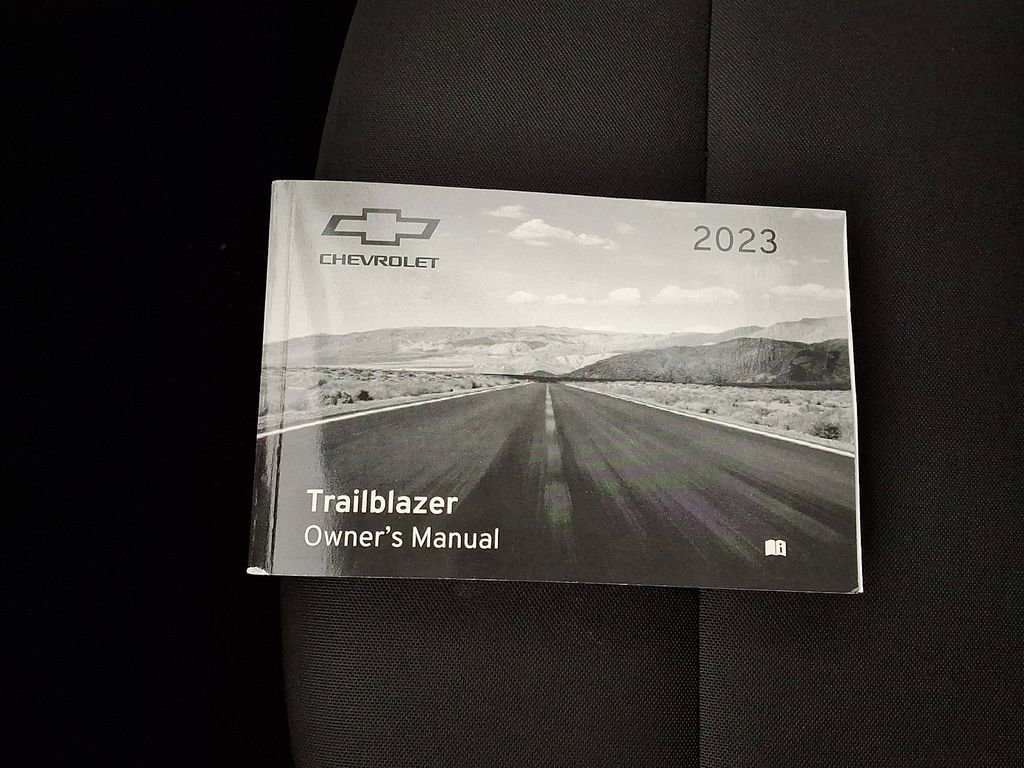 CHEVROLET
2023
Trailblazer
Owner's Manual